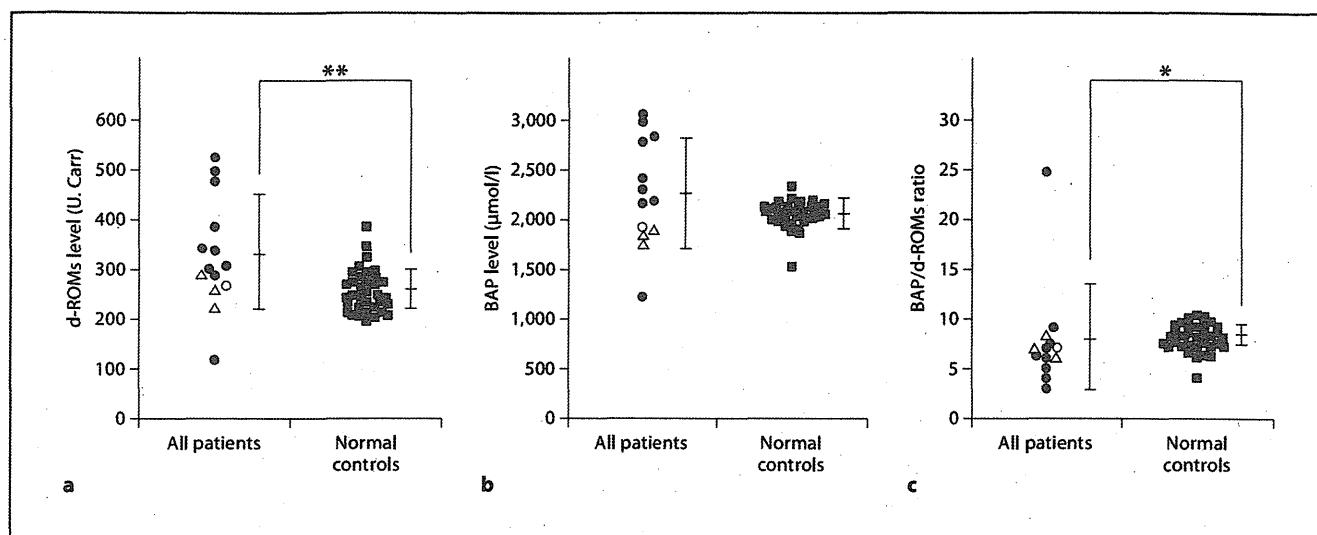 **
d-ROMs level (U. Carr)
600
500
400
300
200
100
0
All patients
Normal
controls
a
BAP level (µmol/l)
3,000
2,500
2,000
1,500
1,000
500
0
All patients
Normal
controls
b
*
BAP/d-ROMs ratio
30
25
20
15
10
5
0
All patients
Normal
controls
c